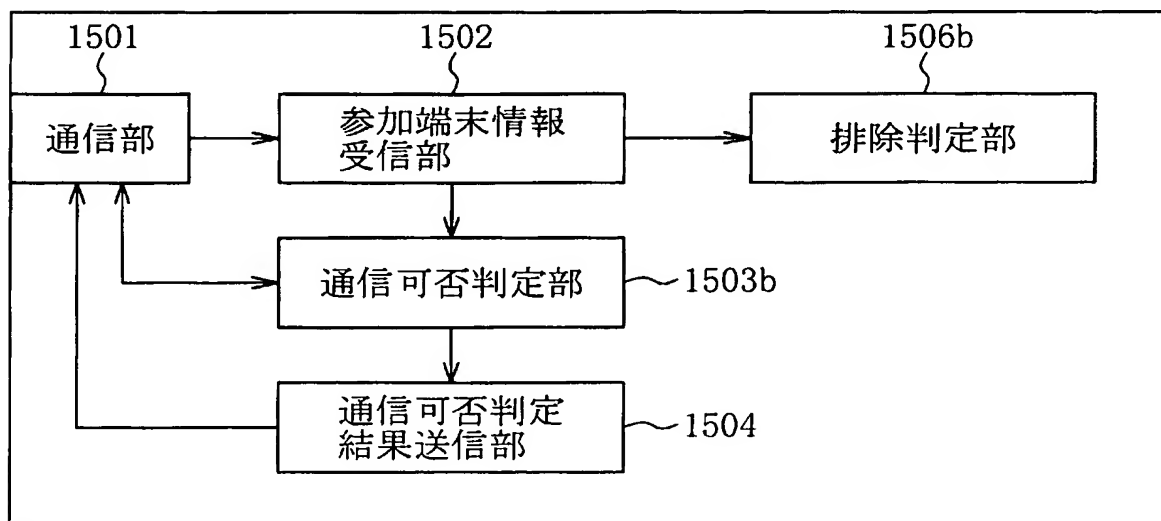 1501
1502
1506b
通信部
参加端末情報
受信部
排除判定部
通信可否判定部
1503b
通信可否判定
結果送信部
1504